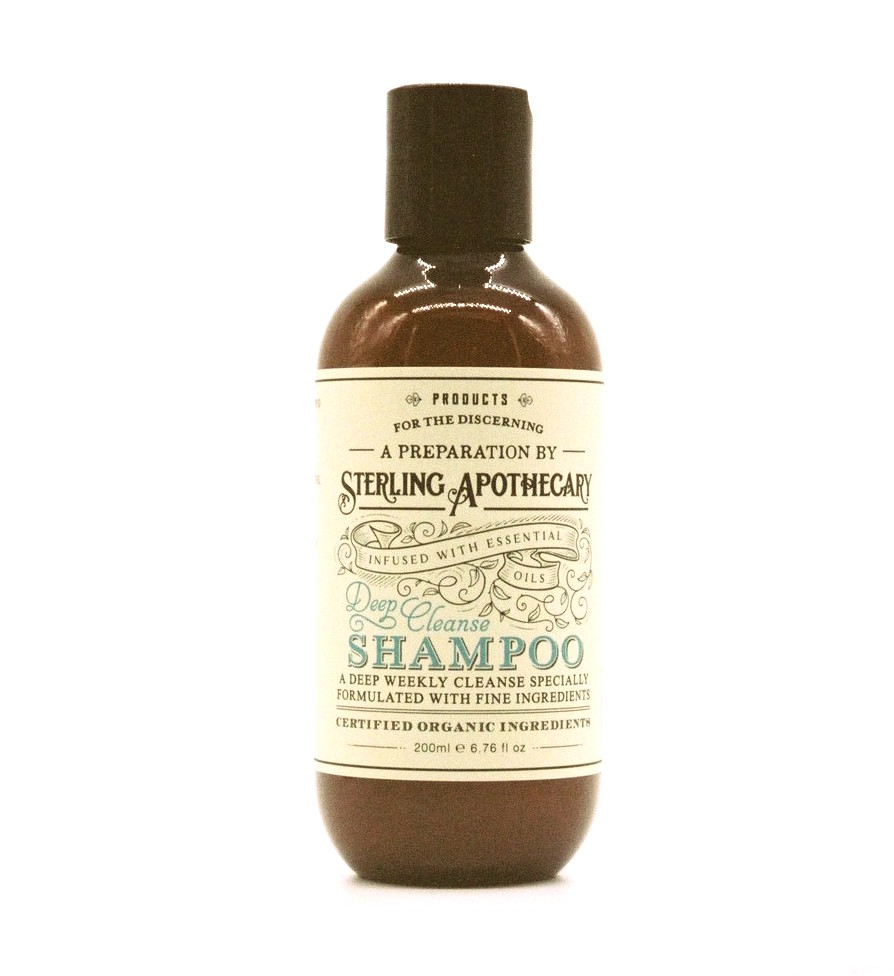 PRODUCTS
FOR THE DISCERNING
A PREPARATION BY
STERLING APOTHECARY
INFUSED WITH ESSENTIAL
OILS
Deep Cleanse
SHAMPOO
A DEEP WEEKLY CLEANSE SPECIALLY
FORMULATED WITH FINE INGREDIENTS
CERTIFIED ORGANIC INGREDIENTS
200ml ℮ 6.76 fl oz